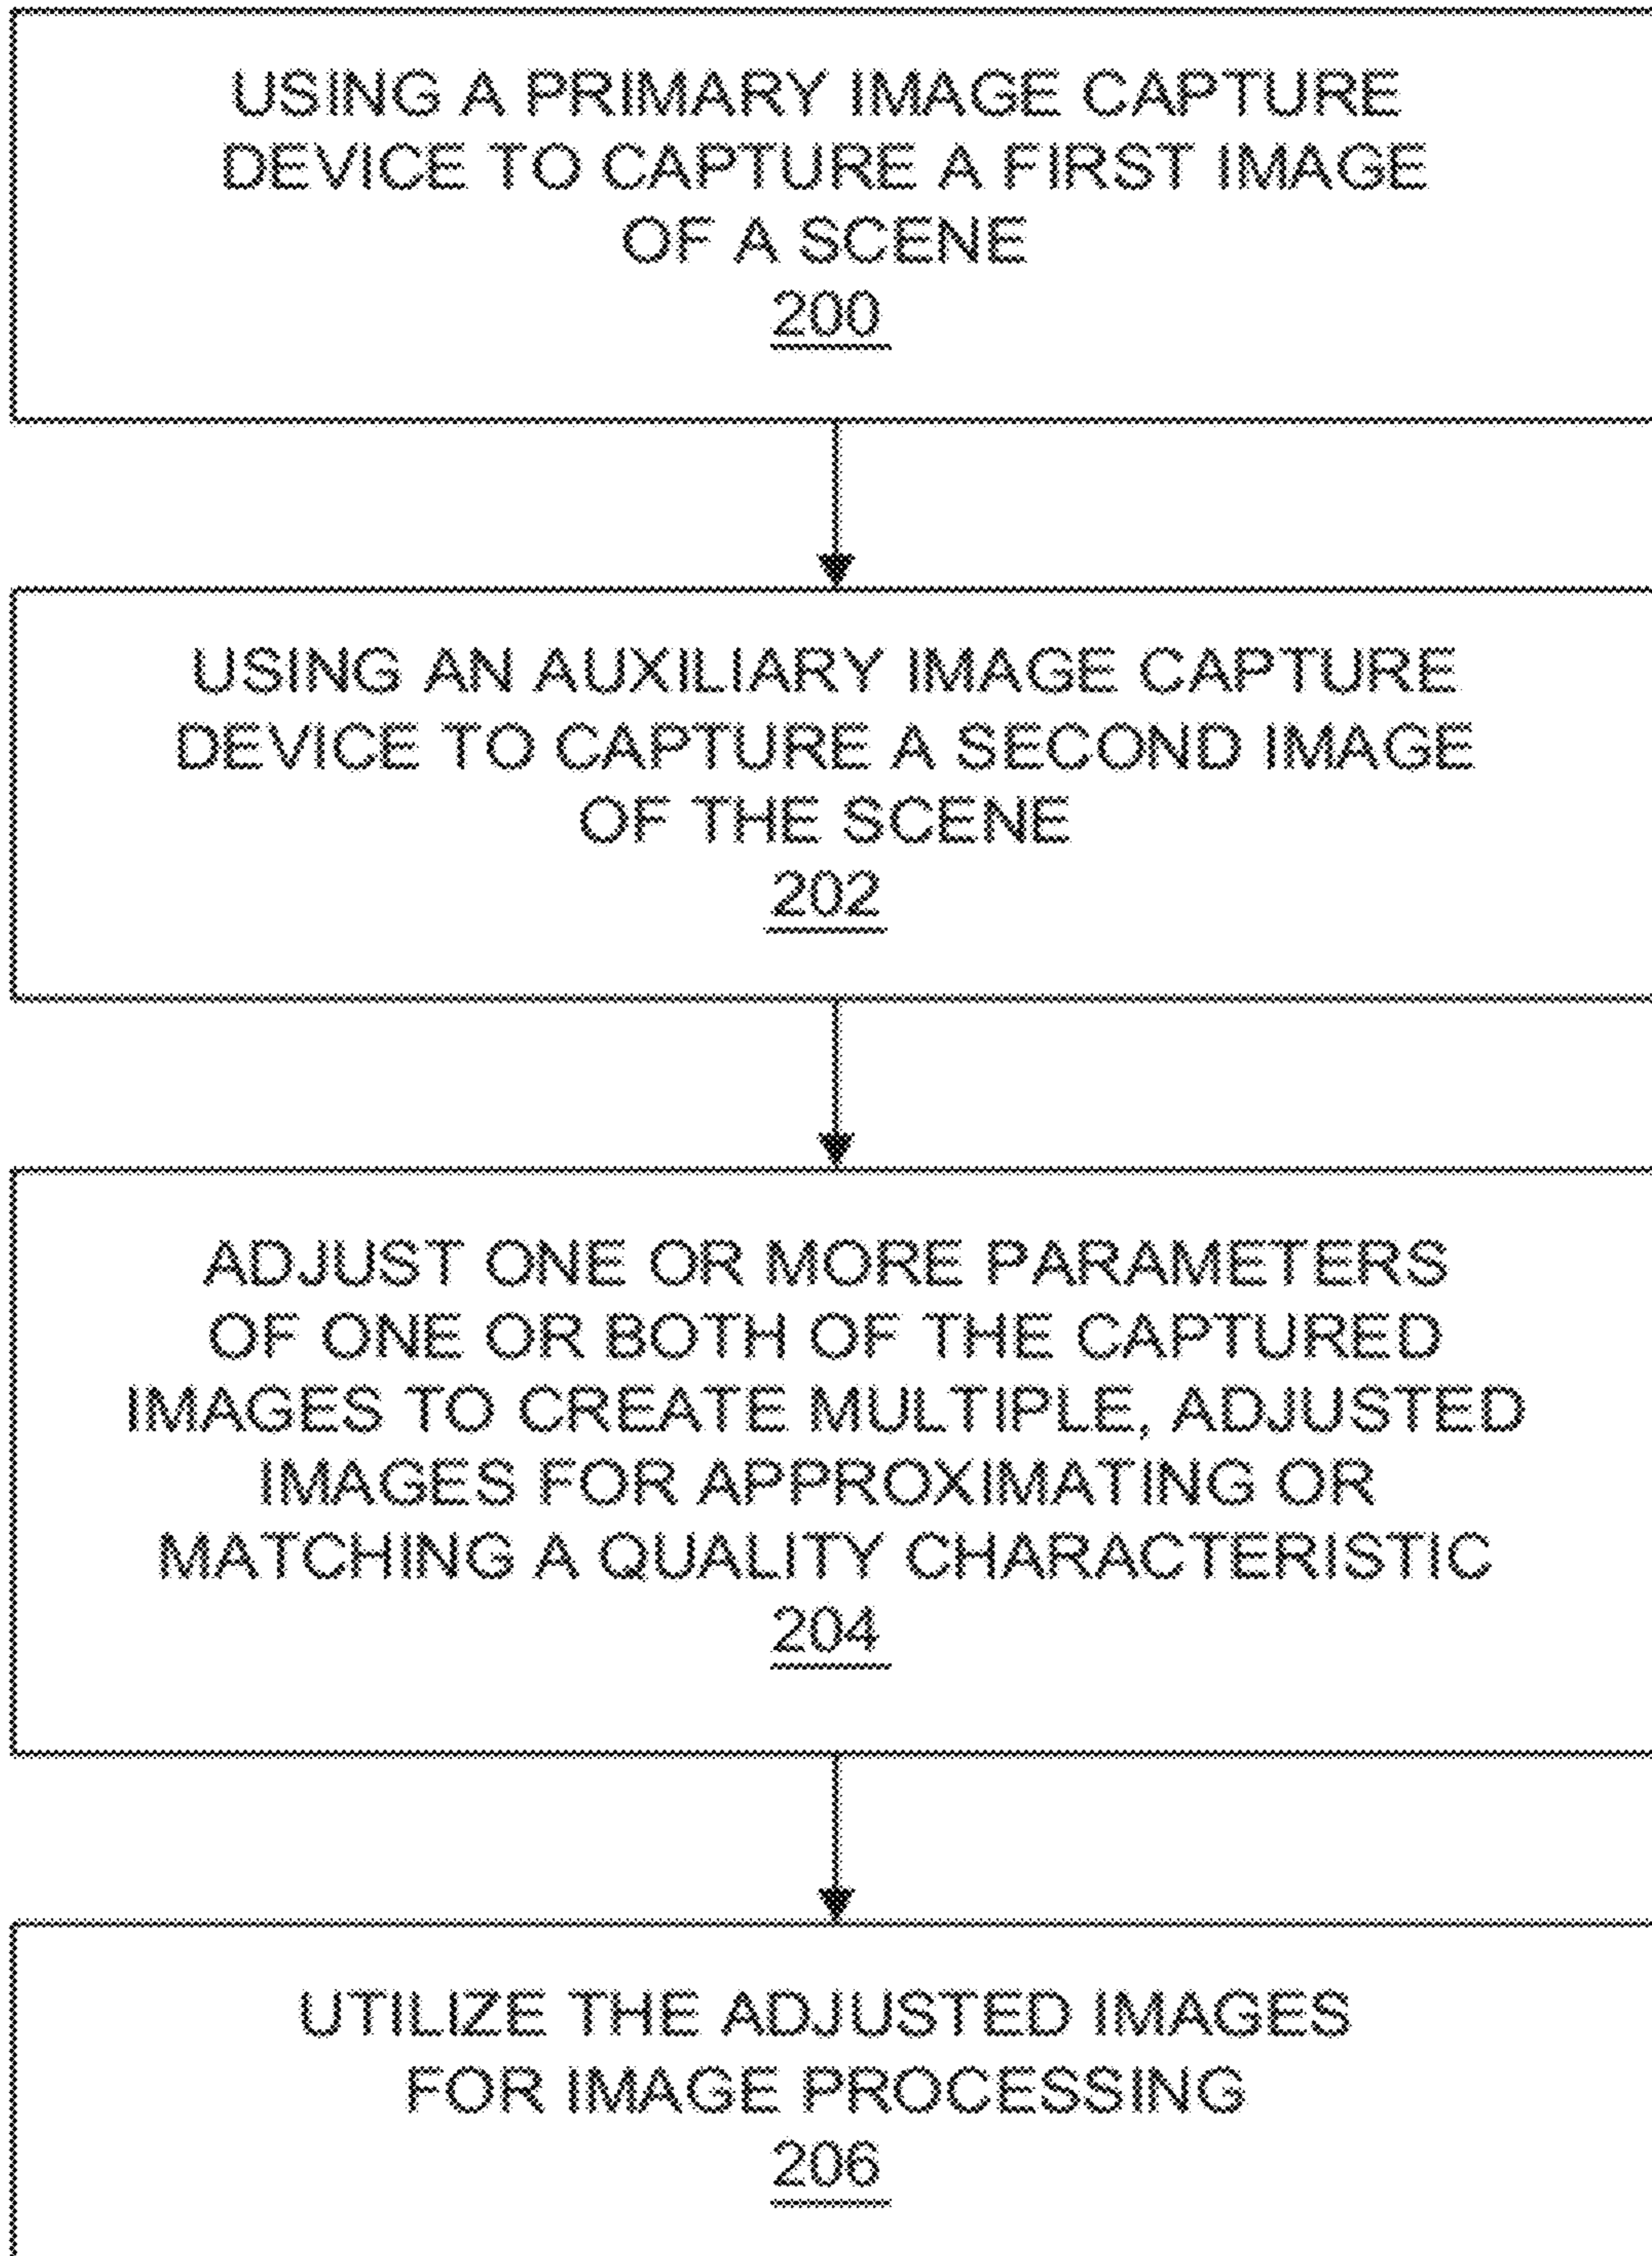 USING A PRIMARY IMAGE CAPTURE
DEVICE TO CAPTURE A FIRST IMAGE
OF A SCENE
200
USING AN AUXILIARY IMAGE CAPTURE
DEVICE TO CAPTURE A SECOND IMAGE
OF THE SCENE
202
ADJUST ONE OR MORE PARAMETERS
OF ONE OR BOTH OF THE CAPTURED
IMAGES TO CREATE MULTIPLE, ADJUSTED
IMAGES FOR APPROXIMATING OR
MATCHING A QUALITY CHARACTERISTIC
204
UTILIZE THE ADJUSTED IMAGES
FOR IMAGE PROCESSING
206